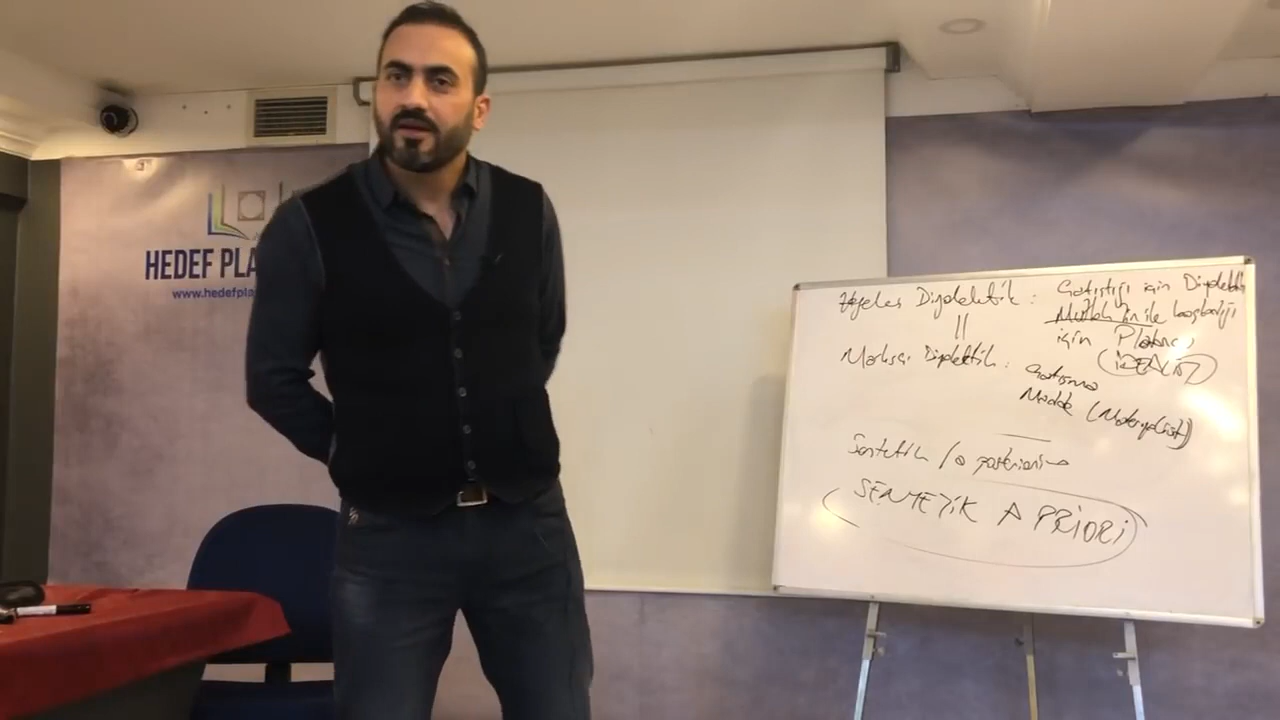 HEDEF PLA
www.hedefpla
Hegelci Diyalektik : Çatıştığı için Diyalektik
Mutlak Zin ile başladığı
için Platoncu
(İDEALİST)
=
Marksçı Diyalektik : Çatışma
Madde (Materyalist)
Sentetik / a posteriori
SENTETİK A PRİORİ